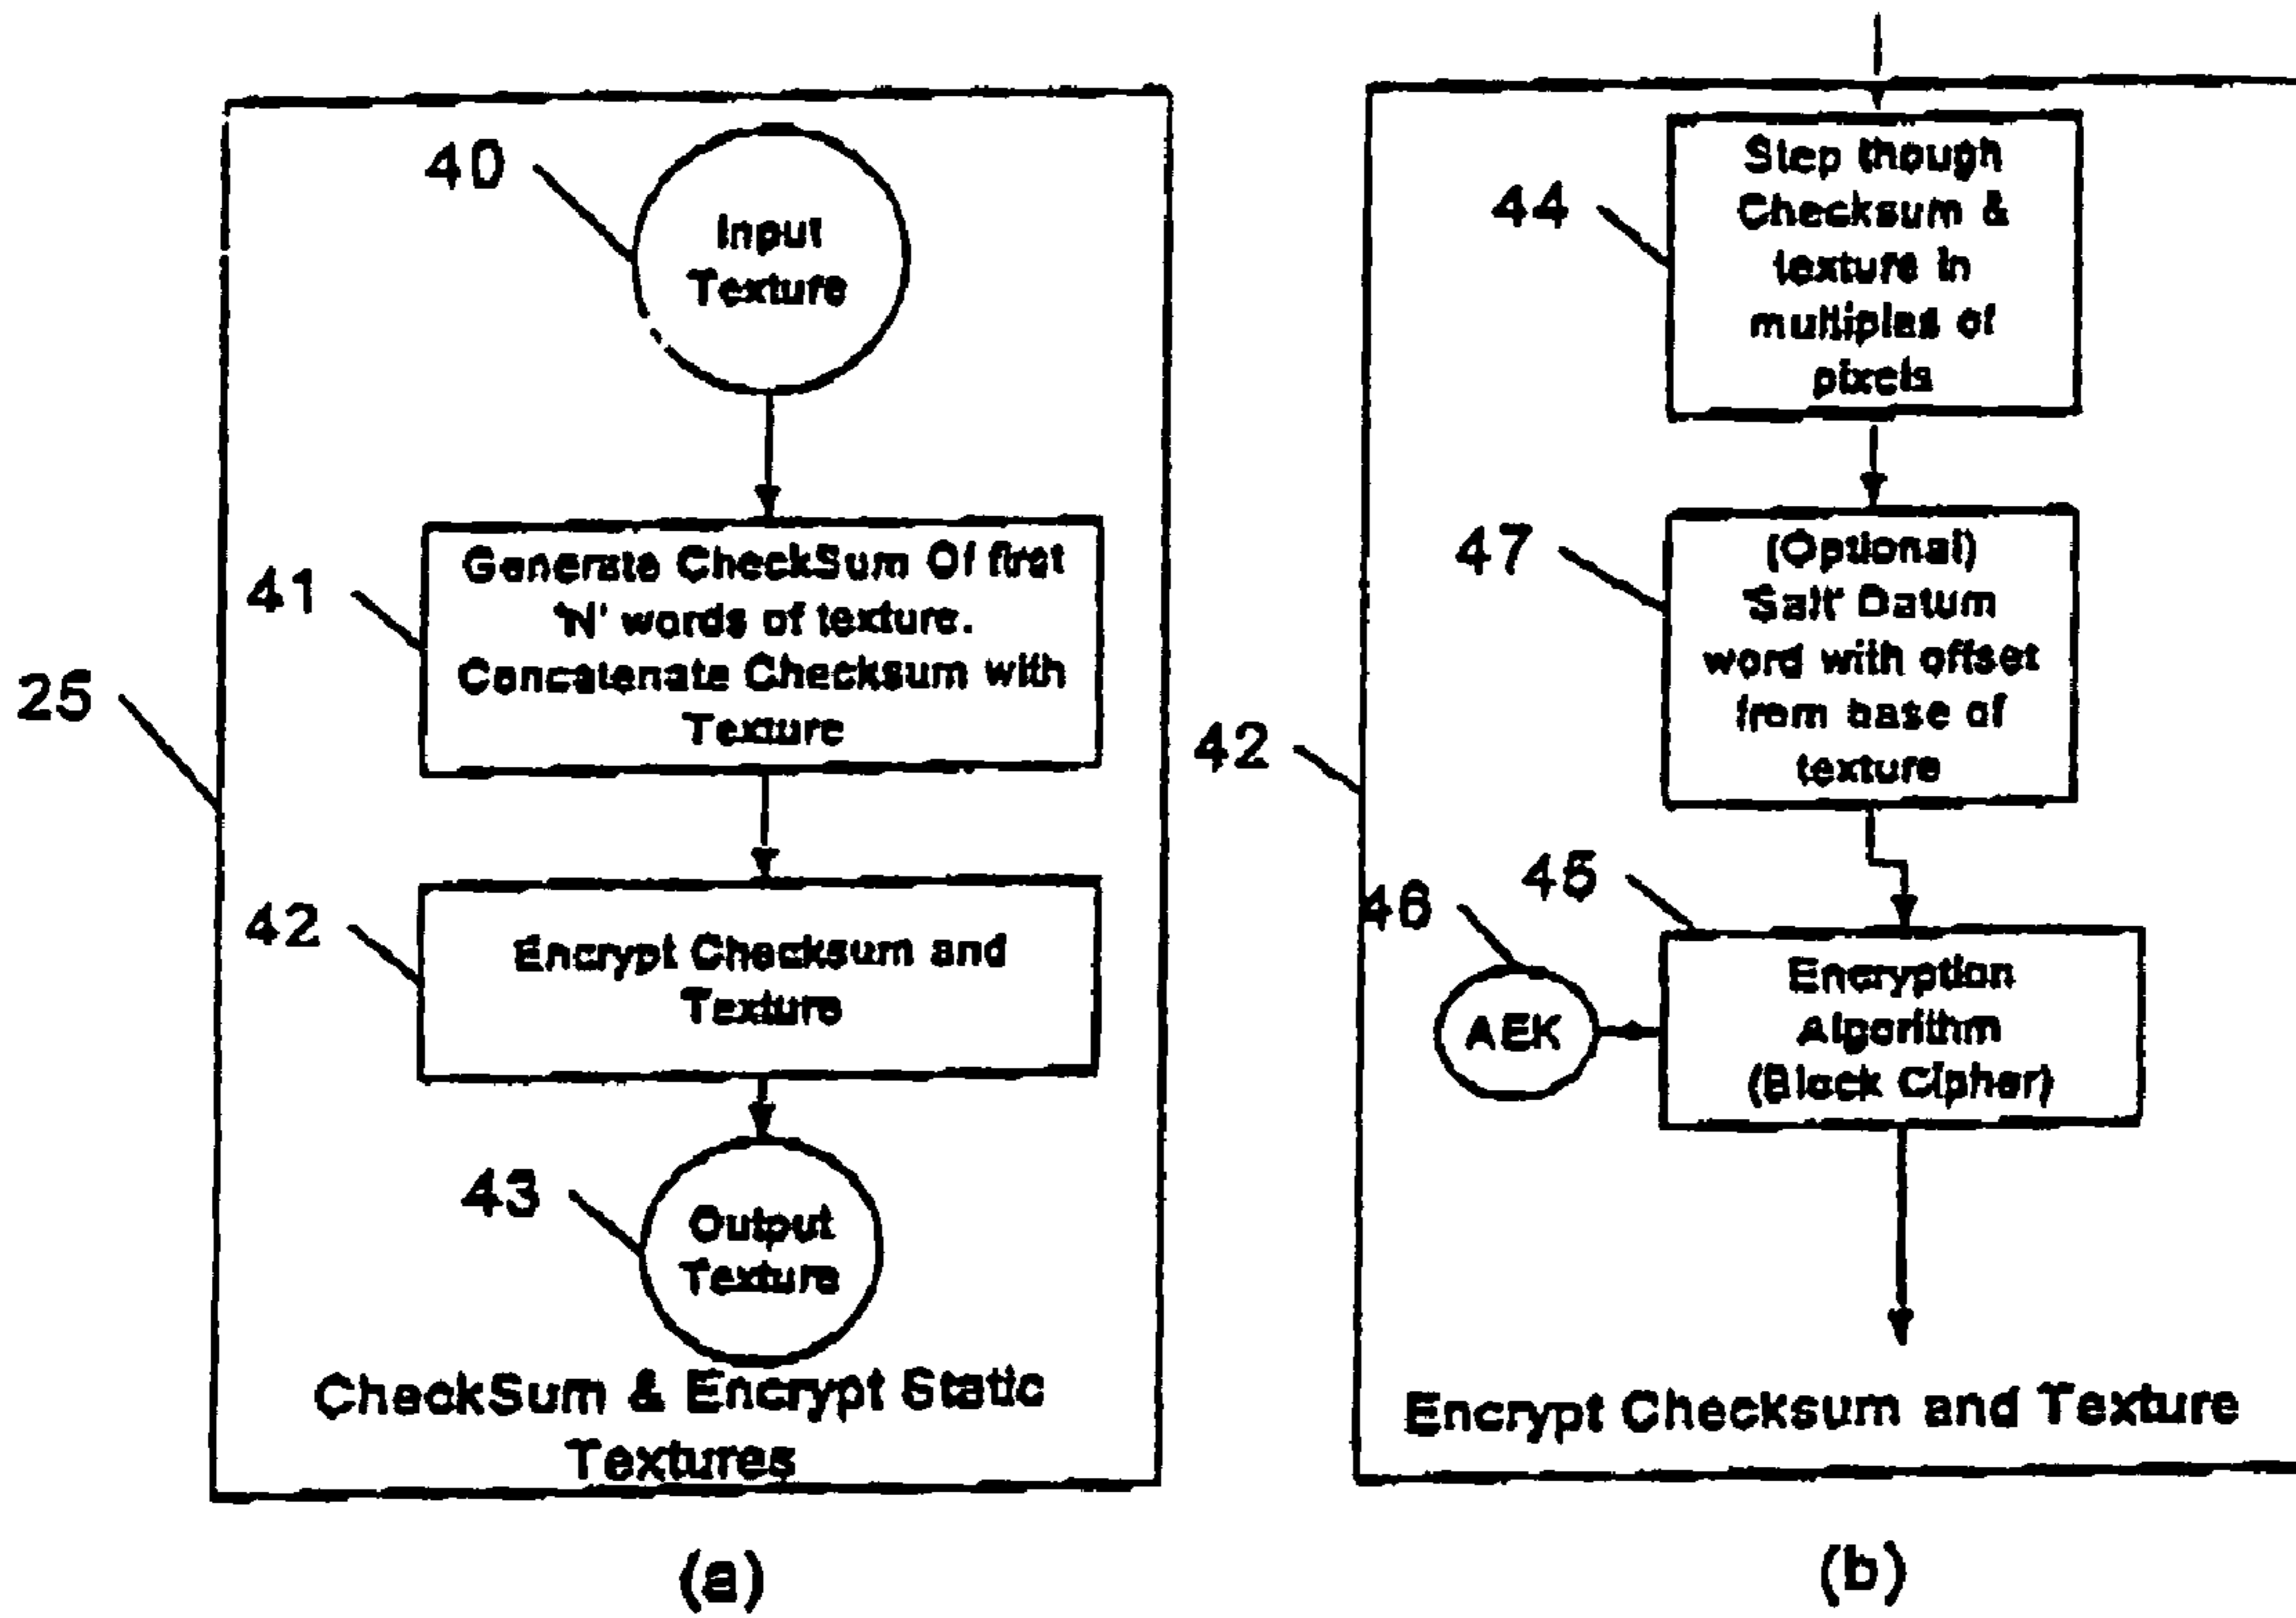 40
Input
Texture
41
Generate CheckSum Of first
'N' words of texture.
Concatenate Checksum with
Texture
25
42
Encrypt Checksum and
Texture
43
Output
Texture
CheckSum & Encrypt Static
Textures
(a)
44
Step though
Checksum &
texture in
multiples of
pixels
47
(Optional)
'Salt' Datum
word with offset
from base of
texture
42
45
46
AEK
Encryption
Algorithm
(Block Cipher)
Encrypt Checksum and Texture
(b)